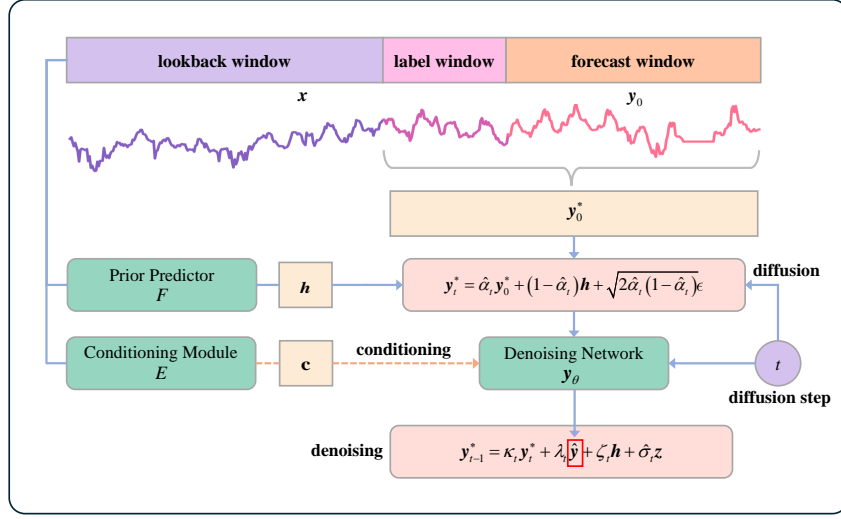 lookback window label window forecast window
x y₀
y₀*
Prior Predictor
F
h
yₜ* = α̂ₜ y₀* + (1 − α̂ₜ) h + √(2α̂ₜ (1 − α̂ₜ)) ϵ
diffusion
Conditioning Module
E
c
conditioning
Denoising Network
y_θ
t
diffusion step
denoising
yₜ₋₁* = κₜ yₜ* + λₜ ŷ + ζₜ h + σ̂ₜ z